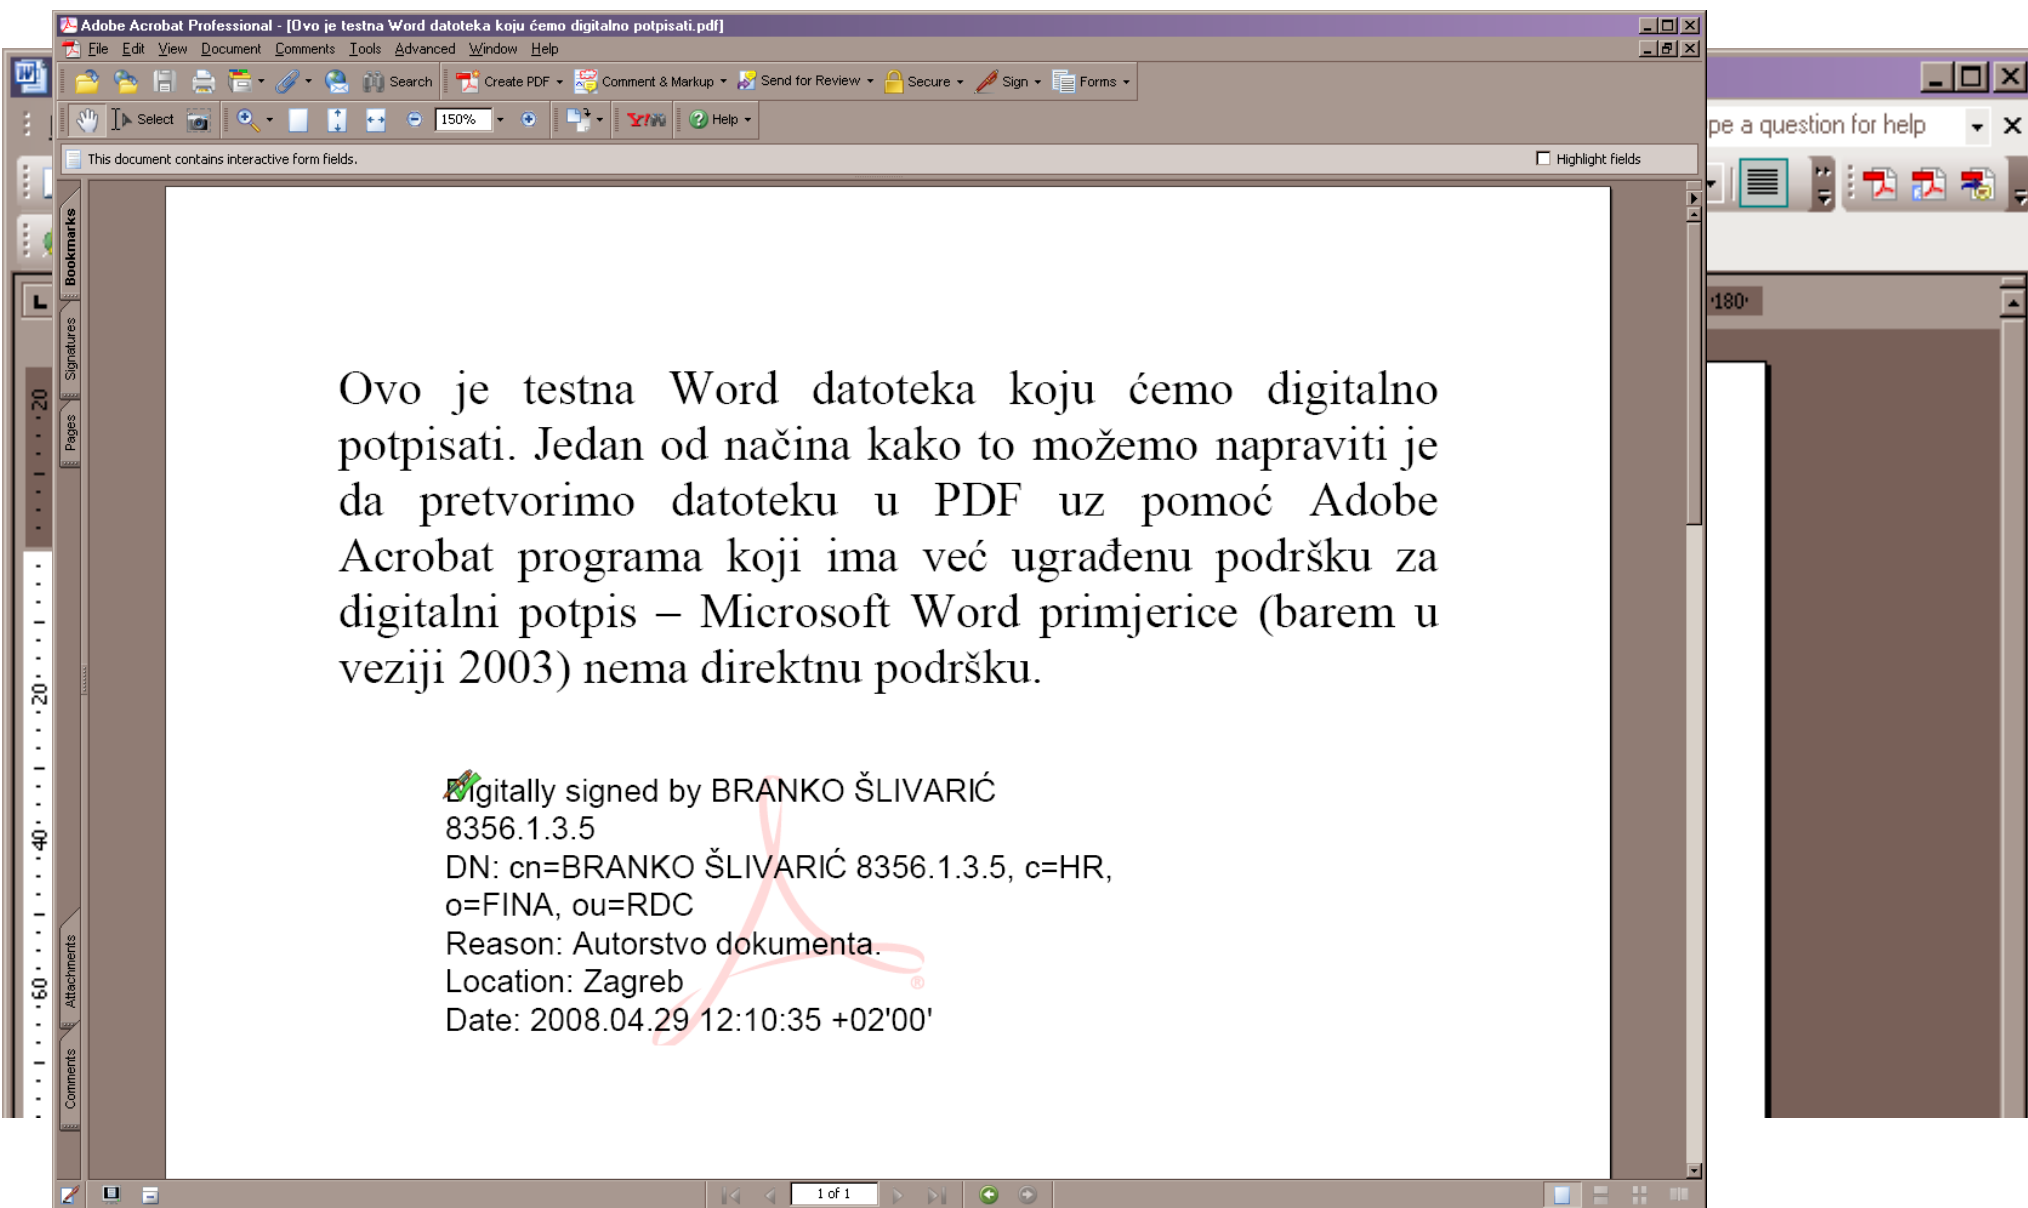 Adobe Acrobat Professional - [Ovo je testna Word datoteka koju ćemo digitalno potpisati.pdf]
File Edit View Document Comments Tools Advanced Window Help
Search Create PDF Comment & Markup Send for Review Secure Sign Forms
Select 150% Y! Help
pe a question for help
This document contains interactive form fields. Highlight fields
Bookmarks
Signatures
Pages
Attachments
Comments
·180·
20
20
40
60
Ovo je testna Word datoteka koju ćemo digitalno
potpisati. Jedan od načina kako to možemo napraviti je
da pretvorimo datoteku u PDF uz pomoć Adobe
Acrobat programa koji ima već ugrađenu podršku za
digitalni potpis – Microsoft Word primjerice (barem u
veziji 2003) nema direktnu podršku.
Digitally signed by BRANKO ŠLIVARIĆ
8356.1.3.5
DN: cn=BRANKO ŠLIVARIĆ 8356.1.3.5, c=HR,
o=FINA, ou=RDC
Reason: Autorstvo dokumenta.
Location: Zagreb
Date: 2008.04.29 12:10:35 +02'00'
®
1 of 1